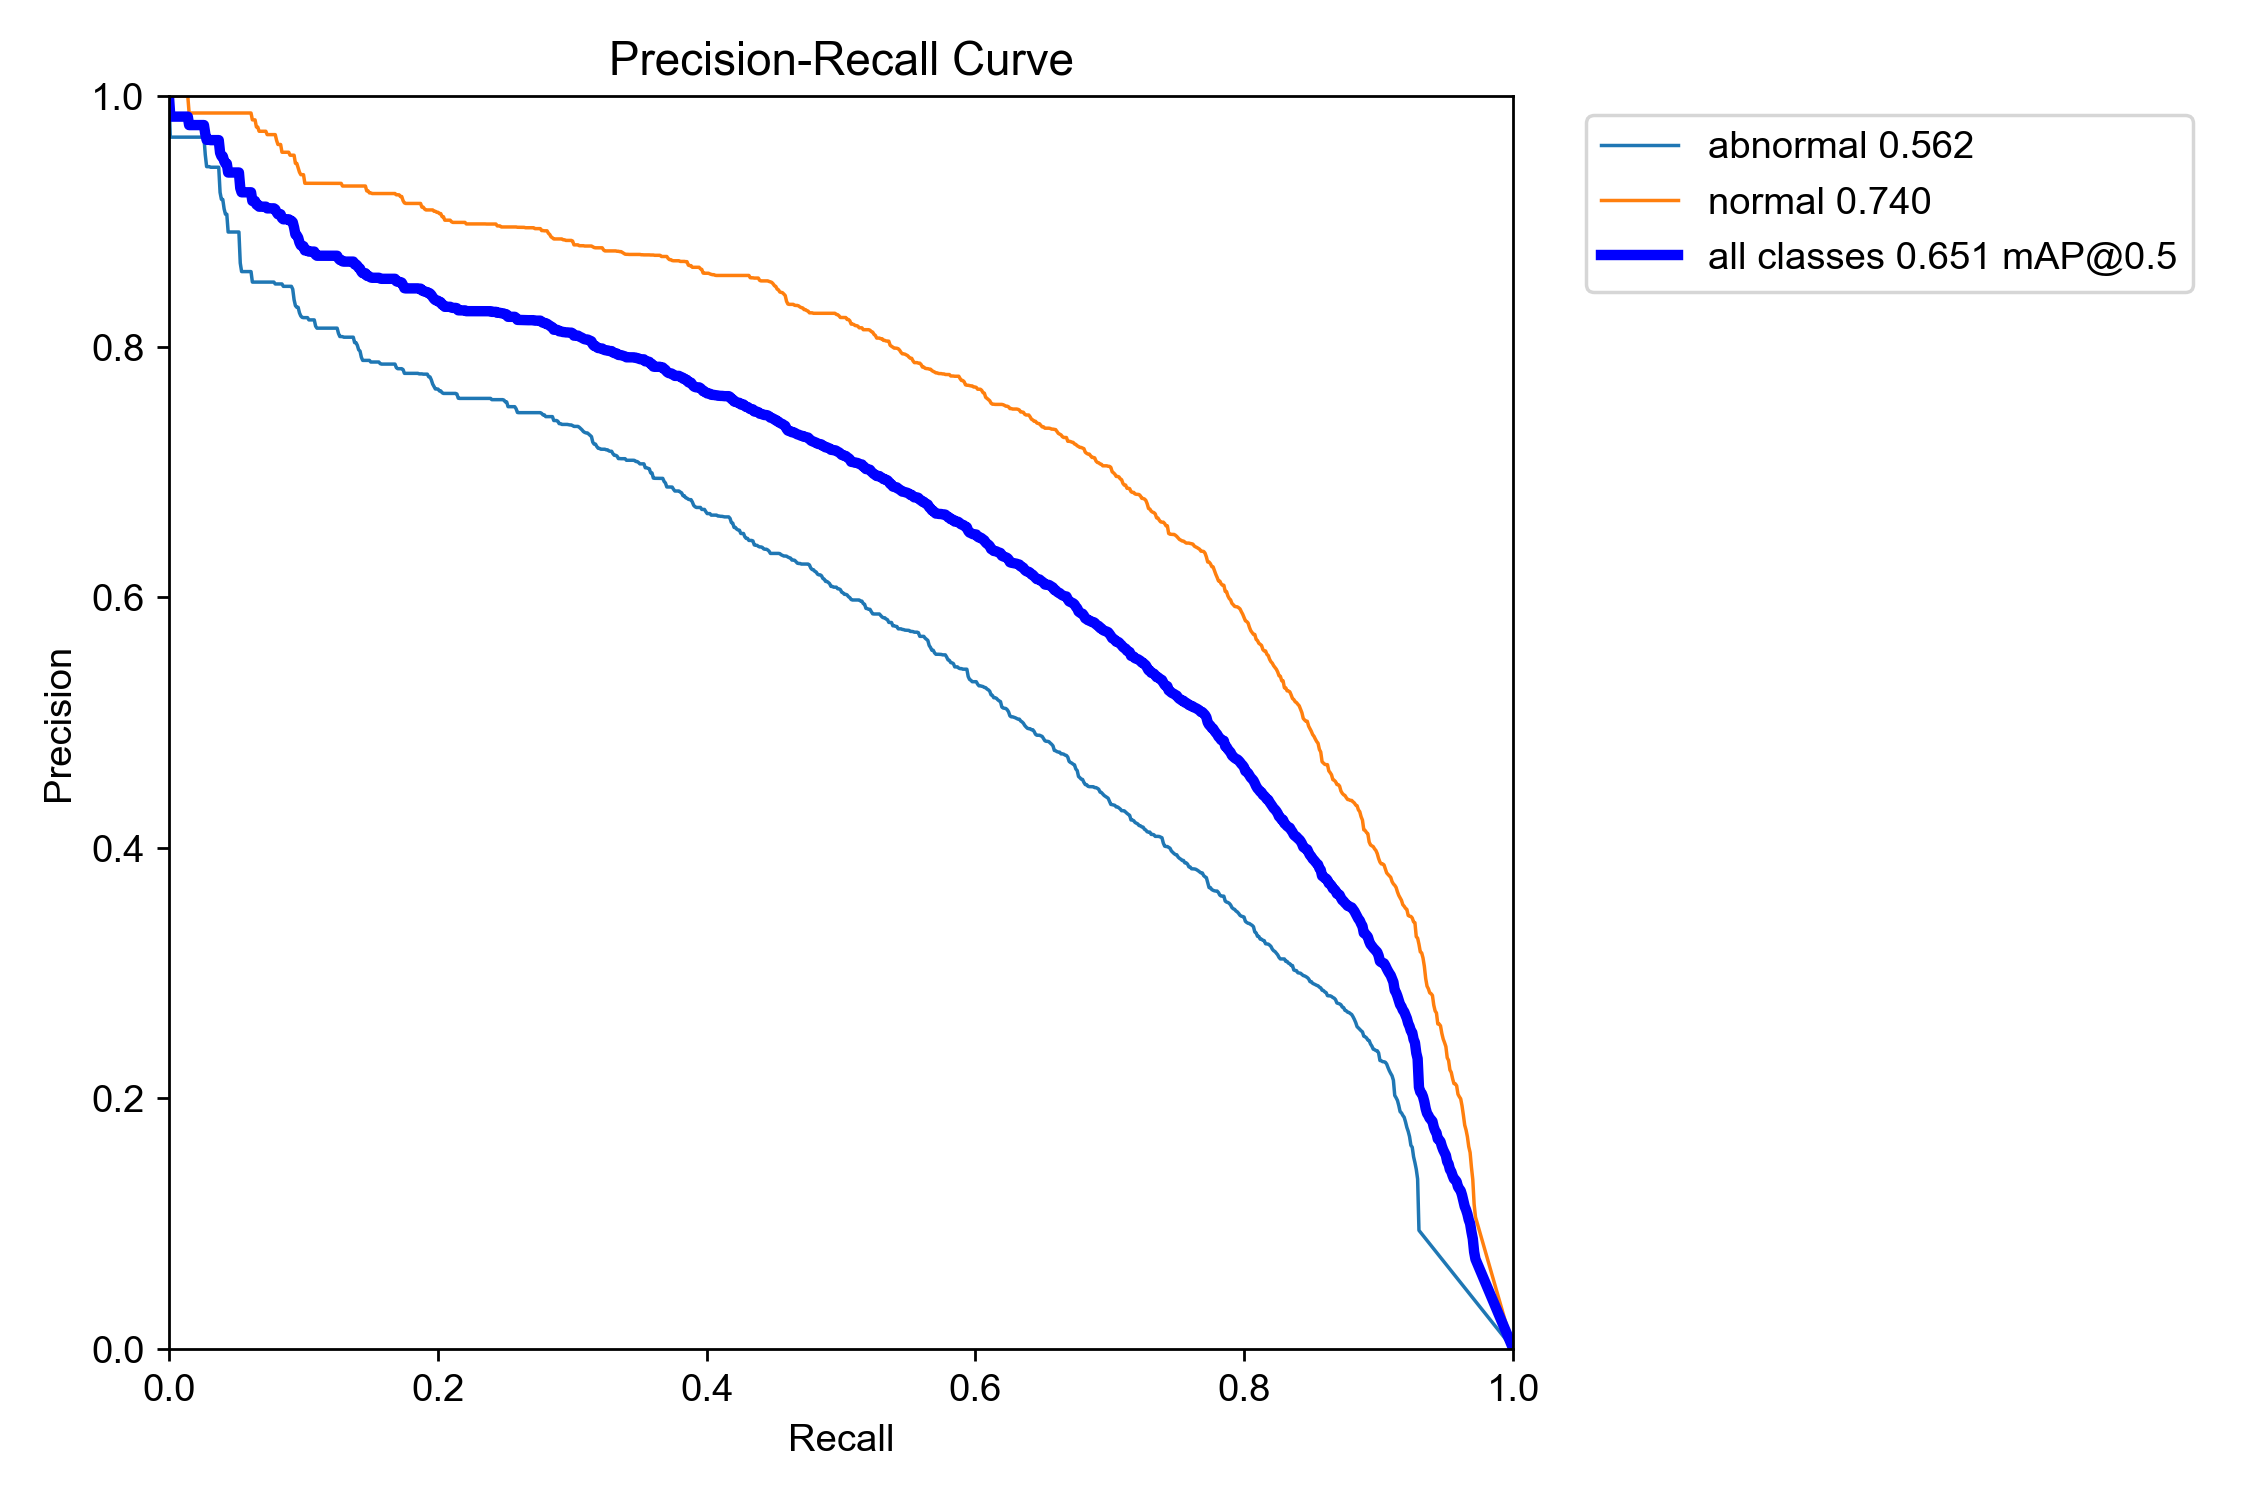 Precision-Recall Curve
abnormal 0.562
normal 0.740
all classes 0.651 mAP@0.5
Precision
1.0
0.8
0.6
0.4
0.2
0.0
0.0 0.2 0.4 0.6 0.8 1.0
Recall